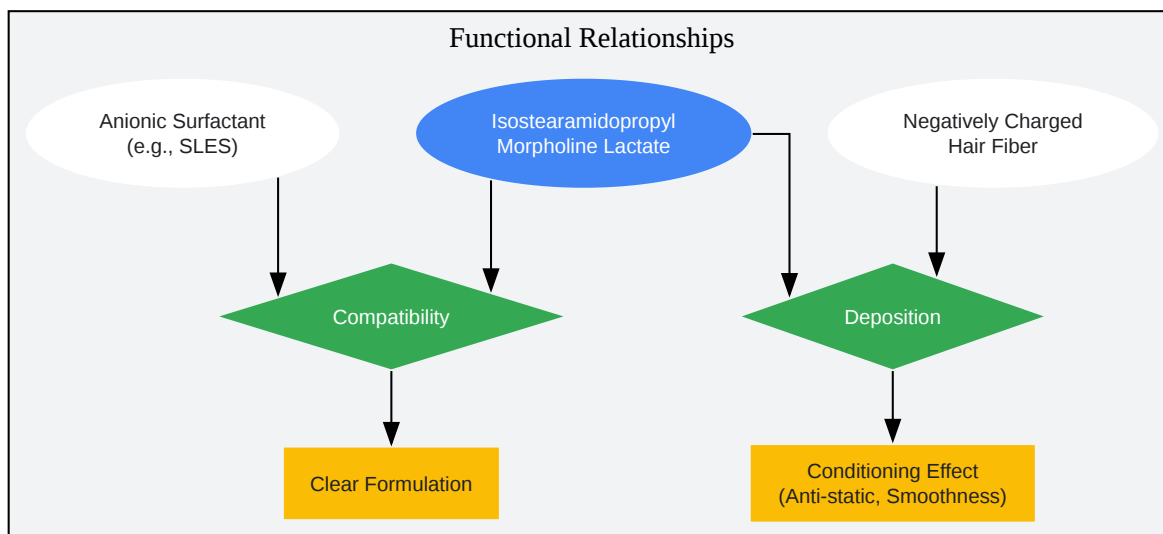 Functional Relationships
Anionic Surfactant
(e.g., SLES)
Isostearamidopropyl
Morpholine Lactate
Negatively Charged
Hair Fiber
Compatibility
Deposition
Clear Formulation
Conditioning Effect
(Anti-static, Smoothness)